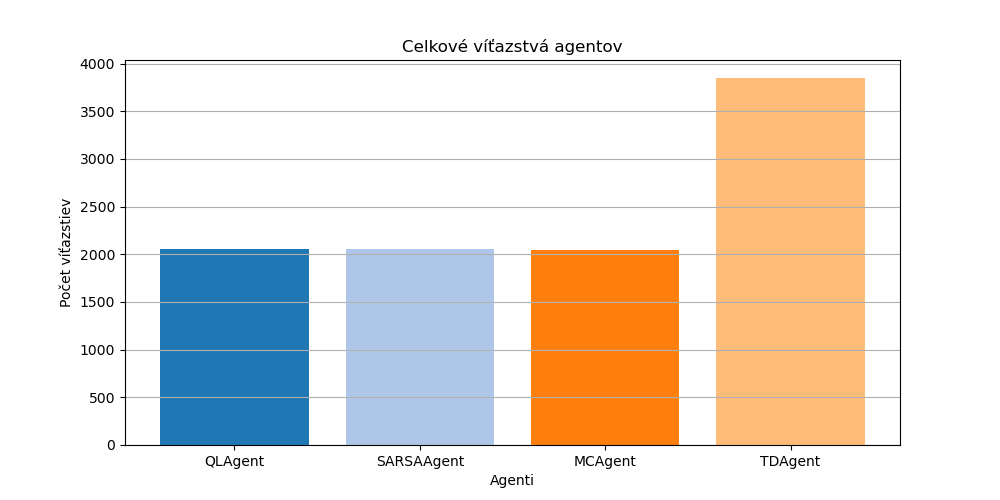 Celkové víťazstvá agentov
Počet víťazstiev
4000
3500
3000
2500
2000
1500
1000
500
0
QLAgent
SARSAAgent
MCAgent
TDAgent
Agenti